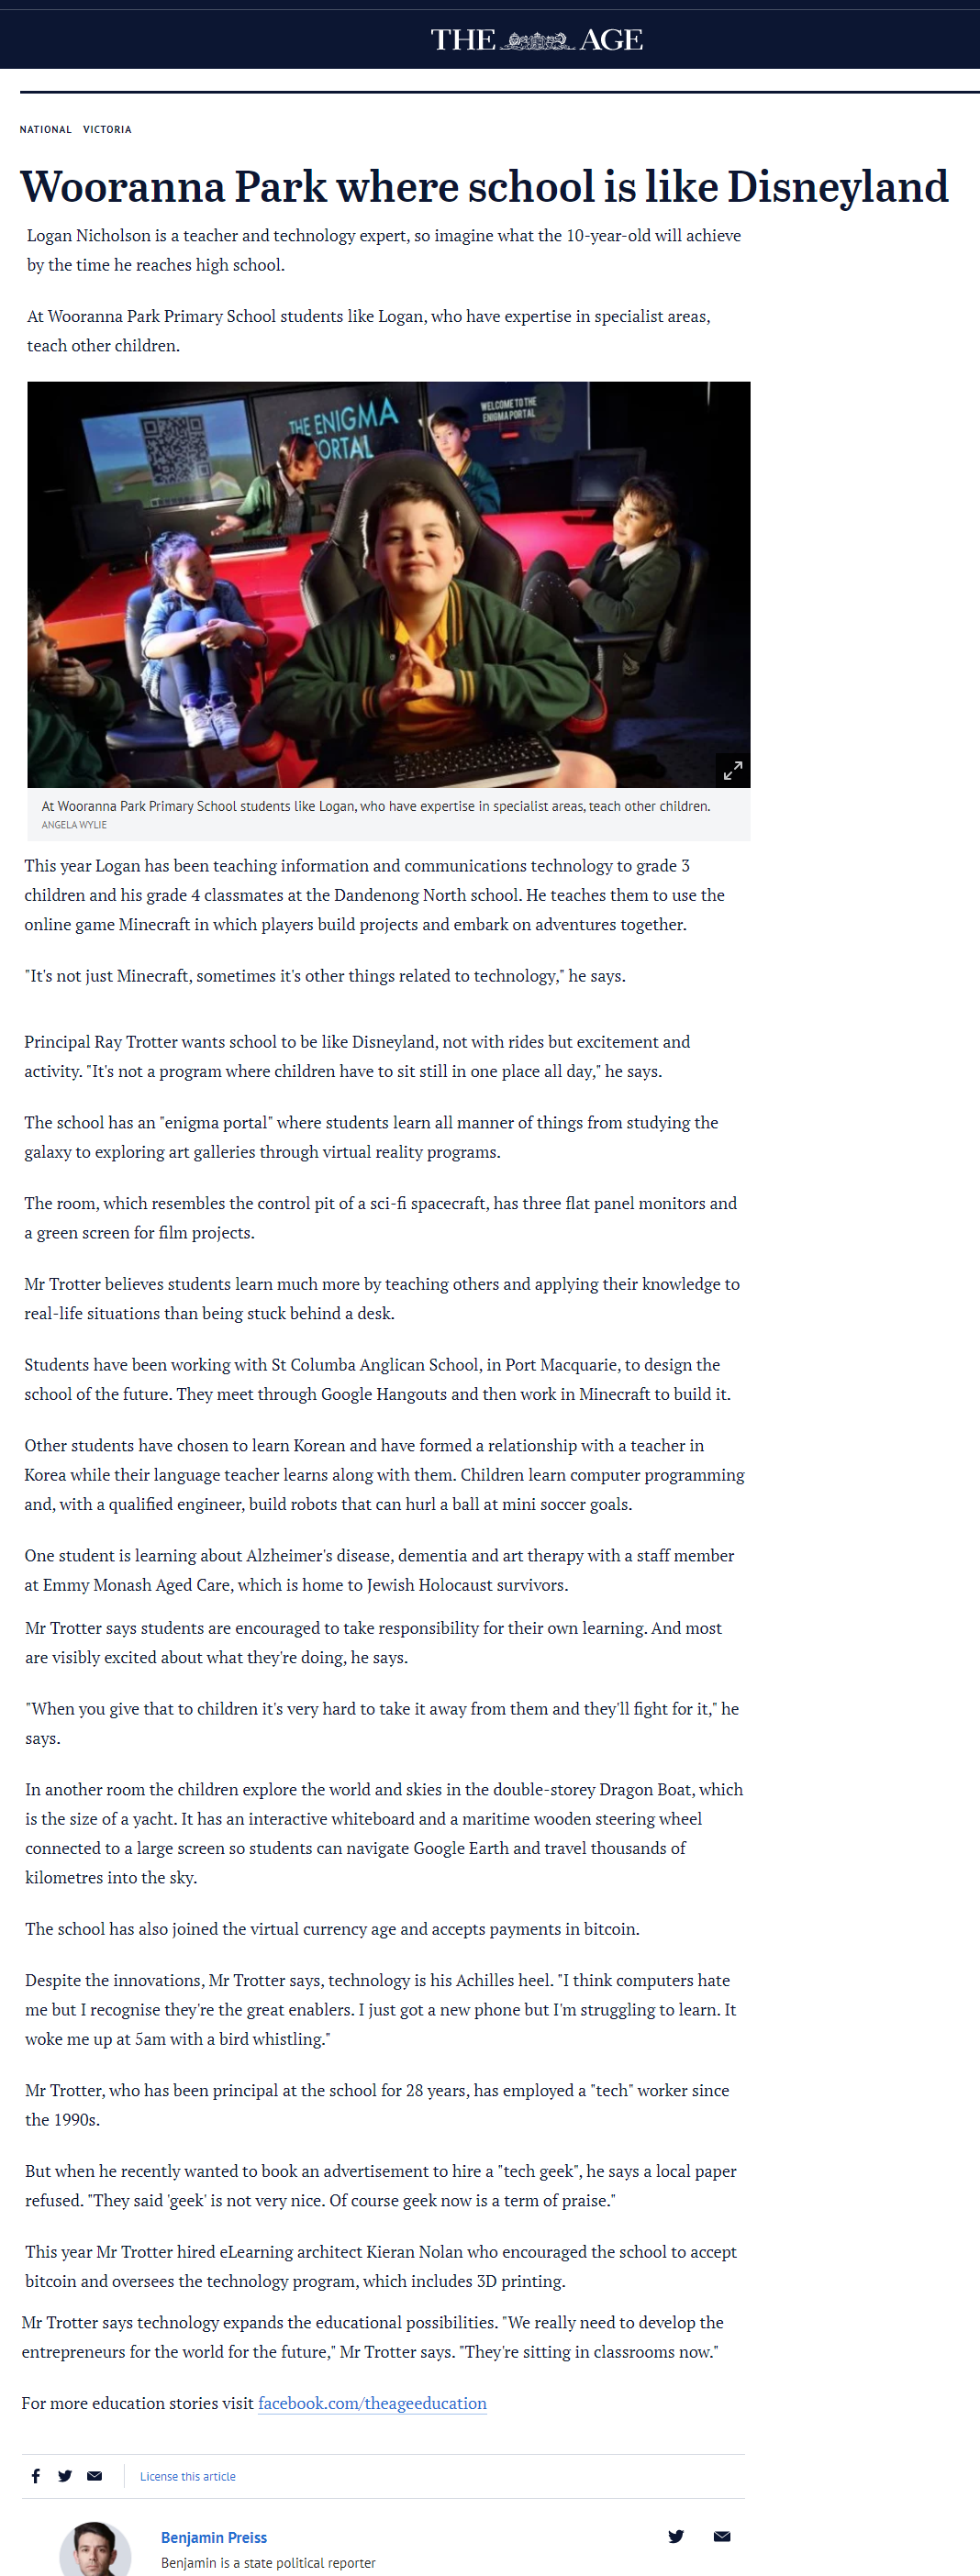 THE AGE
NATIONAL VICTORIA
Wooranna Park where school is like Disneyland
Logan Nicholson is a teacher and technology expert, so imagine what the 10-year-old will achieve
by the time he reaches high school.
At Wooranna Park Primary School students like Logan, who have expertise in specialist areas,
teach other children.
THE ENIGMA
PORTAL
WELCOME TO THE
ENIGMA PORTAL
At Wooranna Park Primary School students like Logan, who have expertise in specialist areas, teach other children.
ANGELA WYLIE
This year Logan has been teaching information and communications technology to grade 3
children and his grade 4 classmates at the Dandenong North school. He teaches them to use the
online game Minecraft in which players build projects and embark on adventures together.
"It's not just Minecraft, sometimes it's other things related to technology," he says.
Principal Ray Trotter wants school to be like Disneyland, not with rides but excitement and
activity. "It's not a program where children have to sit still in one place all day," he says.
The school has an "enigma portal" where students learn all manner of things from studying the
galaxy to exploring art galleries through virtual reality programs.
The room, which resembles the control pit of a sci-fi spacecraft, has three flat panel monitors and
a green screen for film projects.
Mr Trotter believes students learn much more by teaching others and applying their knowledge to
real-life situations than being stuck behind a desk.
Students have been working with St Columba Anglican School, in Port Macquarie, to design the
school of the future. They meet through Google Hangouts and then work in Minecraft to build it.
Other students have chosen to learn Korean and have formed a relationship with a teacher in
Korea while their language teacher learns along with them. Children learn computer programming
and, with a qualified engineer, build robots that can hurl a ball at mini soccer goals.
One student is learning about Alzheimer's disease, dementia and art therapy with a staff member
at Emmy Monash Aged Care, which is home to Jewish Holocaust survivors.
Mr Trotter says students are encouraged to take responsibility for their own learning. And most
are visibly excited about what they're doing, he says.
"When you give that to children it's very hard to take it away from them and they'll fight for it," he
says.
In another room the children explore the world and skies in the double-storey Dragon Boat, which
is the size of a yacht. It has an interactive whiteboard and a maritime wooden steering wheel
connected to a large screen so students can navigate Google Earth and travel thousands of
kilometres into the sky.
The school has also joined the virtual currency age and accepts payments in bitcoin.
Despite the innovations, Mr Trotter says, technology is his Achilles heel. "I think computers hate
me but I recognise they're the great enablers. I just got a new phone but I'm struggling to learn. It
woke me up at 5am with a bird whistling."
Mr Trotter, who has been principal at the school for 28 years, has employed a "tech" worker since
the 1990s.
But when he recently wanted to book an advertisement to hire a "tech geek", he says a local paper
refused. "They said 'geek' is not very nice. Of course geek now is a term of praise."
This year Mr Trotter hired eLearning architect Kieran Nolan who encouraged the school to accept
bitcoin and oversees the technology program, which includes 3D printing.
Mr Trotter says technology expands the educational possibilities. "We really need to develop the
entrepreneurs for the world for the future," Mr Trotter says. "They're sitting in classrooms now."
For more education stories visit facebook.com/theageeducation
License this article
Benjamin Preiss
Benjamin is a state political reporter